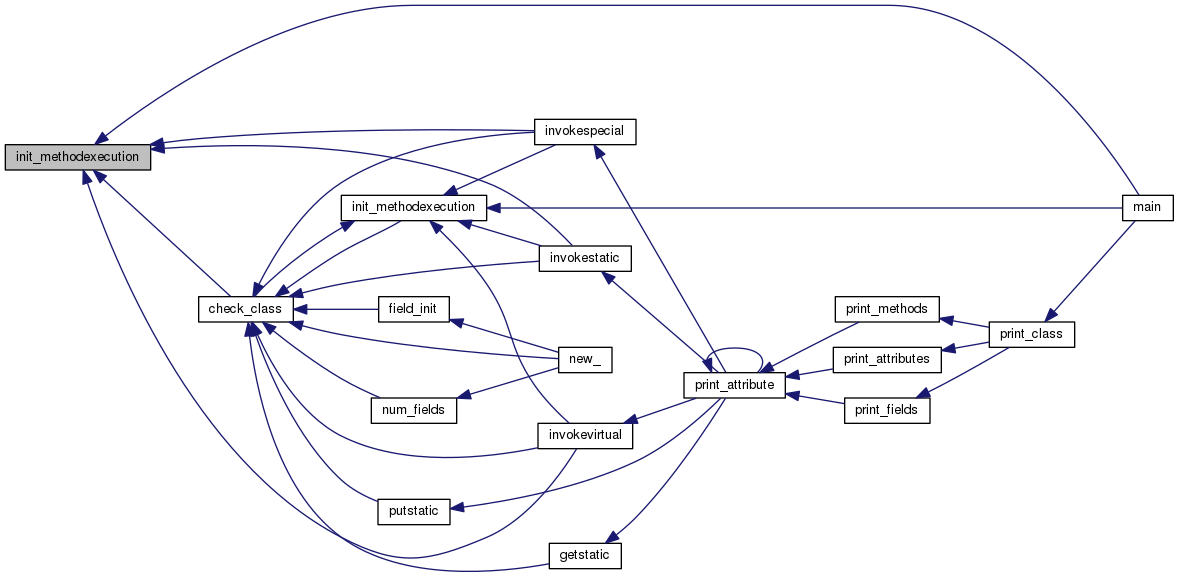 init_methodexecution
invokespecial
init_methodexecution
main
invokestatic
check_class
field_init
print_methods
print_class
new_
print_attributes
print_attribute
num_fields
print_fields
invokevirtual
putstatic
getstatic